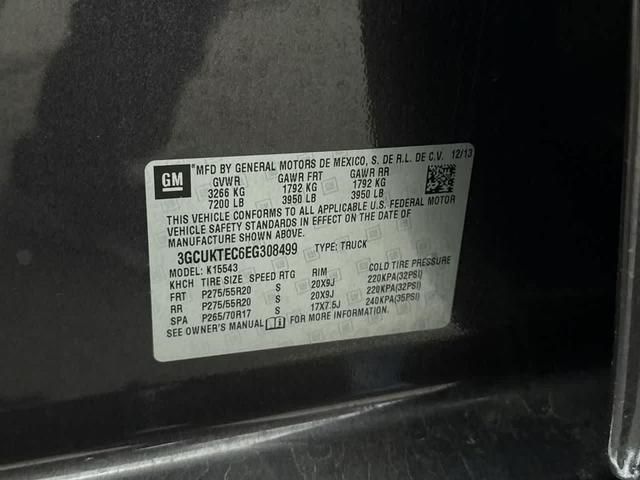 GM
MFD BY GENERAL MOTORS DE MEXICO, S. DE R.L. DE C.V. 12/13
GVWR GAWR FRT GAWR RR
3266 KG 1792 KG 1792 KG
7200 LB 3950 LB 3950 LB
THIS VEHICLE CONFORMS TO ALL APPLICABLE U.S. FEDERAL MOTOR
VEHICLE SAFETY STANDARDS IN EFFECT ON THE DATE OF
MANUFACTURE SHOWN ABOVE.
3GCUKTEC6EG308499 TYPE: TRUCK
MODEL: K15543
KHCH TIRE SIZE SPEED RTG RIM COLD TIRE PRESSURE
FRT P275/55R20 S 20X9J 220KPA(32PSI)
RR P275/55R20 S 20X9J 220KPA(32PSI)
SPA P265/70R17 S 17X7.5J 240KPA(35PSI)
SEE OWNER'S MANUAL FOR MORE INFORMATION.